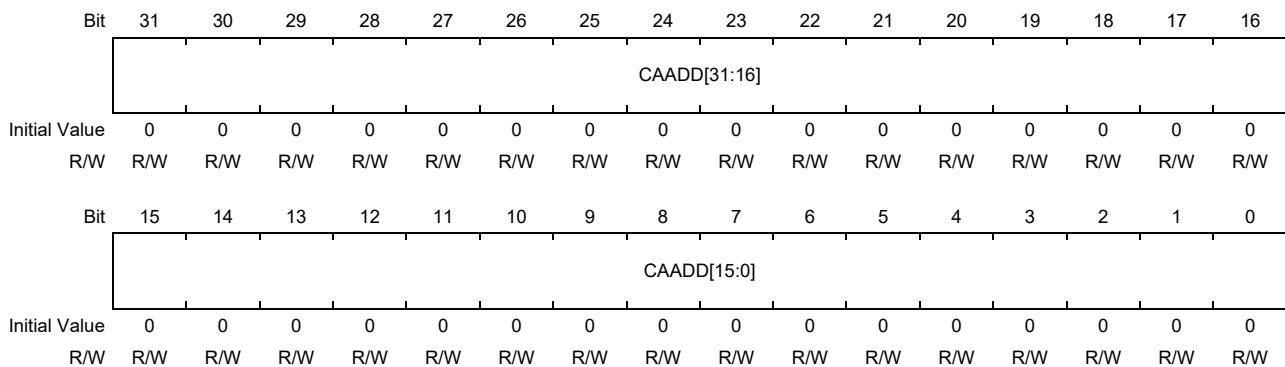 Bit 31 30 29 28 27 26 25 24 23 22 21 20 19 18 17 16
CAADD[31:16]
Initial Value 0 0 0 0 0 0 0 0 0 0 0 0 0 0 0 0
R/W R/W R/W R/W R/W R/W R/W R/W R/W R/W R/W R/W R/W R/W R/W R/W R/W
Bit 15 14 13 12 11 10 9 8 7 6 5 4 3 2 1 0
CAADD[15:0]
Initial Value 0 0 0 0 0 0 0 0 0 0 0 0 0 0 0 0
R/W R/W R/W R/W R/W R/W R/W R/W R/W R/W R/W R/W R/W R/W R/W R/W R/W